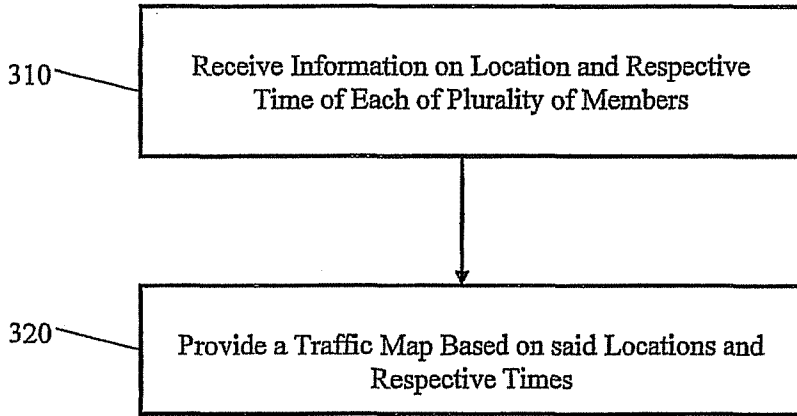 310
Receive Information on Location and Respective
Time of Each of Plurality of Members
320
Provide a Traffic Map Based on said Locations and
Respective Times